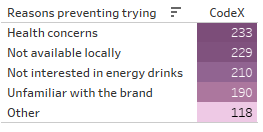 Reasons preventing trying CodeX
Health concerns 233
Not available locally 229
Not interested in energy drinks 210
Unfamiliar with the brand 190
Other 118